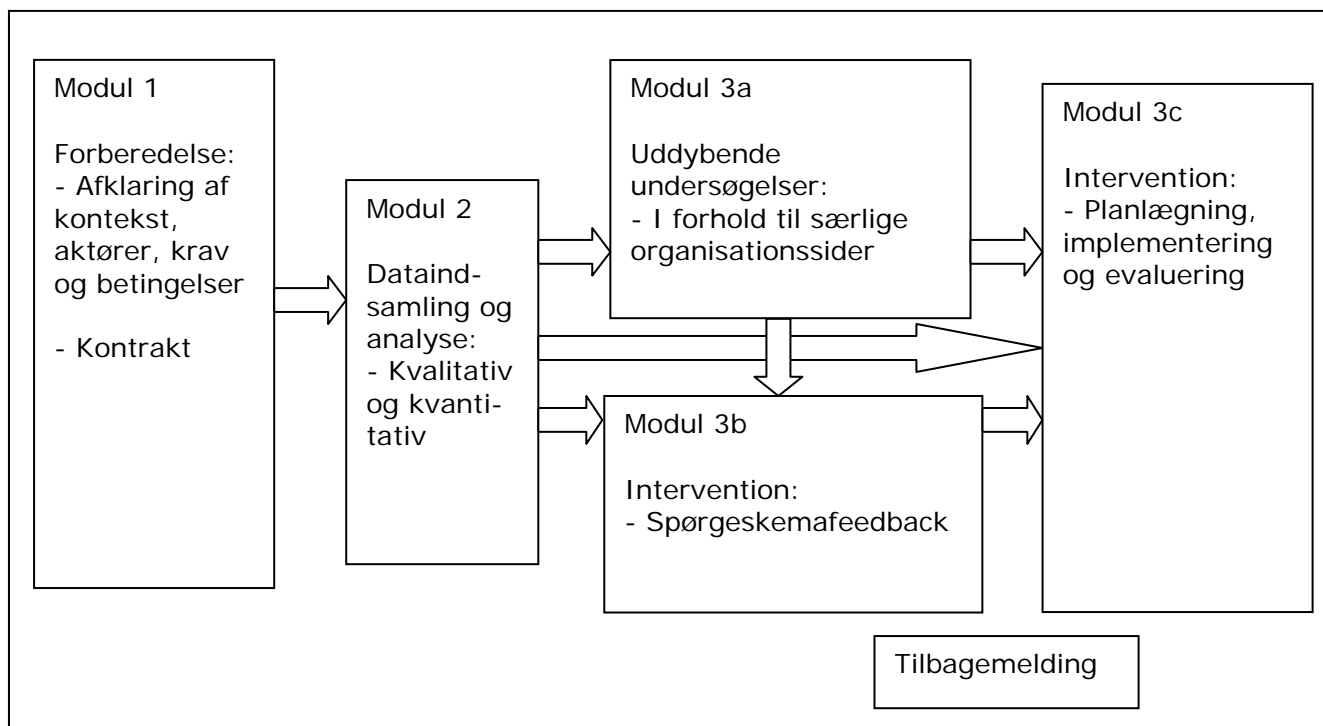 Modul 1
Forberedelse:
- Afklaring af
kontekst,
aktører, krav
og betingelser
- Kontrakt
Modul 2
Dataind-
samling og
analyse:
- Kvalitativ
og kvanti-
tativ
Modul 3a
Uddybende
undersøgelser:
- I forhold til særlige
organisationssider
Modul 3b
Intervention:
- Spørgeskemafeedback
Modul 3c
Intervention:
- Planlægning,
implementering
og evaluering
Tilbagemelding